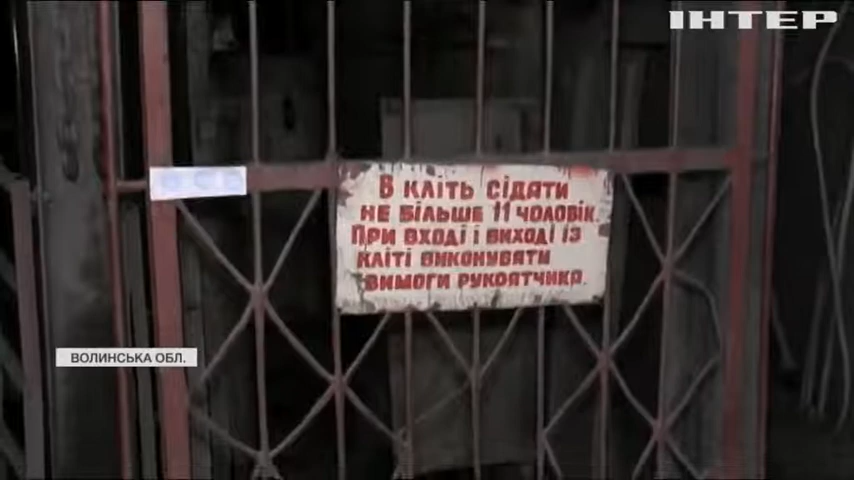 ІНТЕР
В КЛІТЬ СІДАТИ
НЕ БІЛЬШЕ 11 ЧОЛОВІК.
ПРИ ВХОДІ І ВИХОДІ ІЗ
КЛІТІ ВИКОНУВАТИ
ВИМОГИ РУКОЯТЧИКА.
ВОЛИНСЬКА ОБЛ.